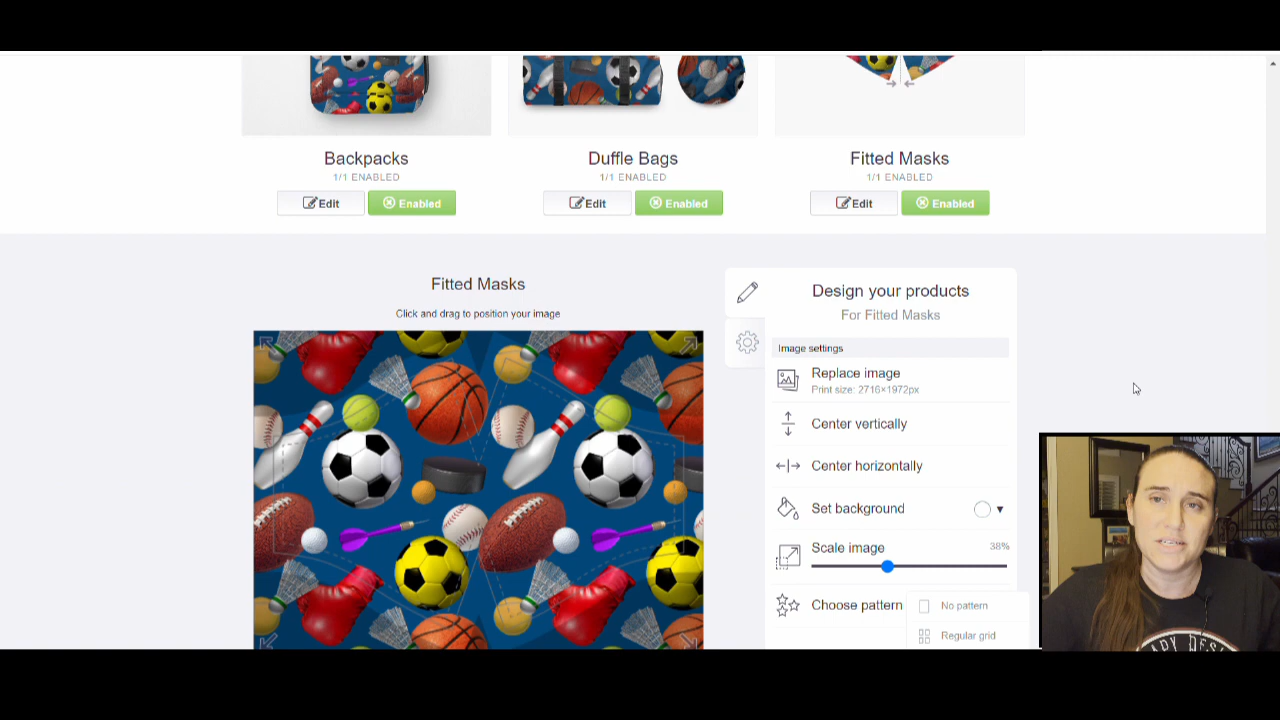 Backpacks
1/1 ENABLED
Edit
Enabled
Duffle Bags
1/1 ENABLED
Edit
Enabled
Fitted Masks
1/1 ENABLED
Edit
Enabled
Fitted Masks
Click and drag to position your image
Design your products
For Fitted Masks
Image settings
Replace image
Print size: 2716×1972px
Center vertically
Center horizontally
Set background
Scale image
38%
Choose pattern
No pattern
Regular grid